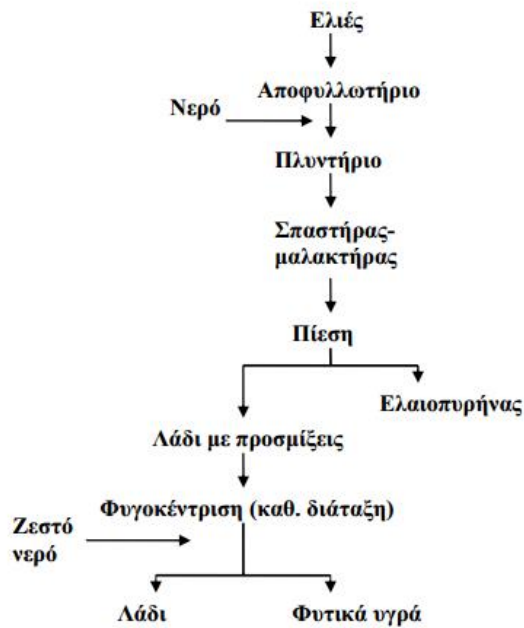 Ελιές
Αποφυλλωτήριο
Νερό
Πλυντήριο
Σπαστήρας-
μαλακτήρας
Πίεση
Ελαιοπυρήνας
Λάδι με προσμίξεις
Φυγοκέντριση (καθ. διάταξη)
Ζεστό
νερό
Λάδι
Φυτικά υγρά